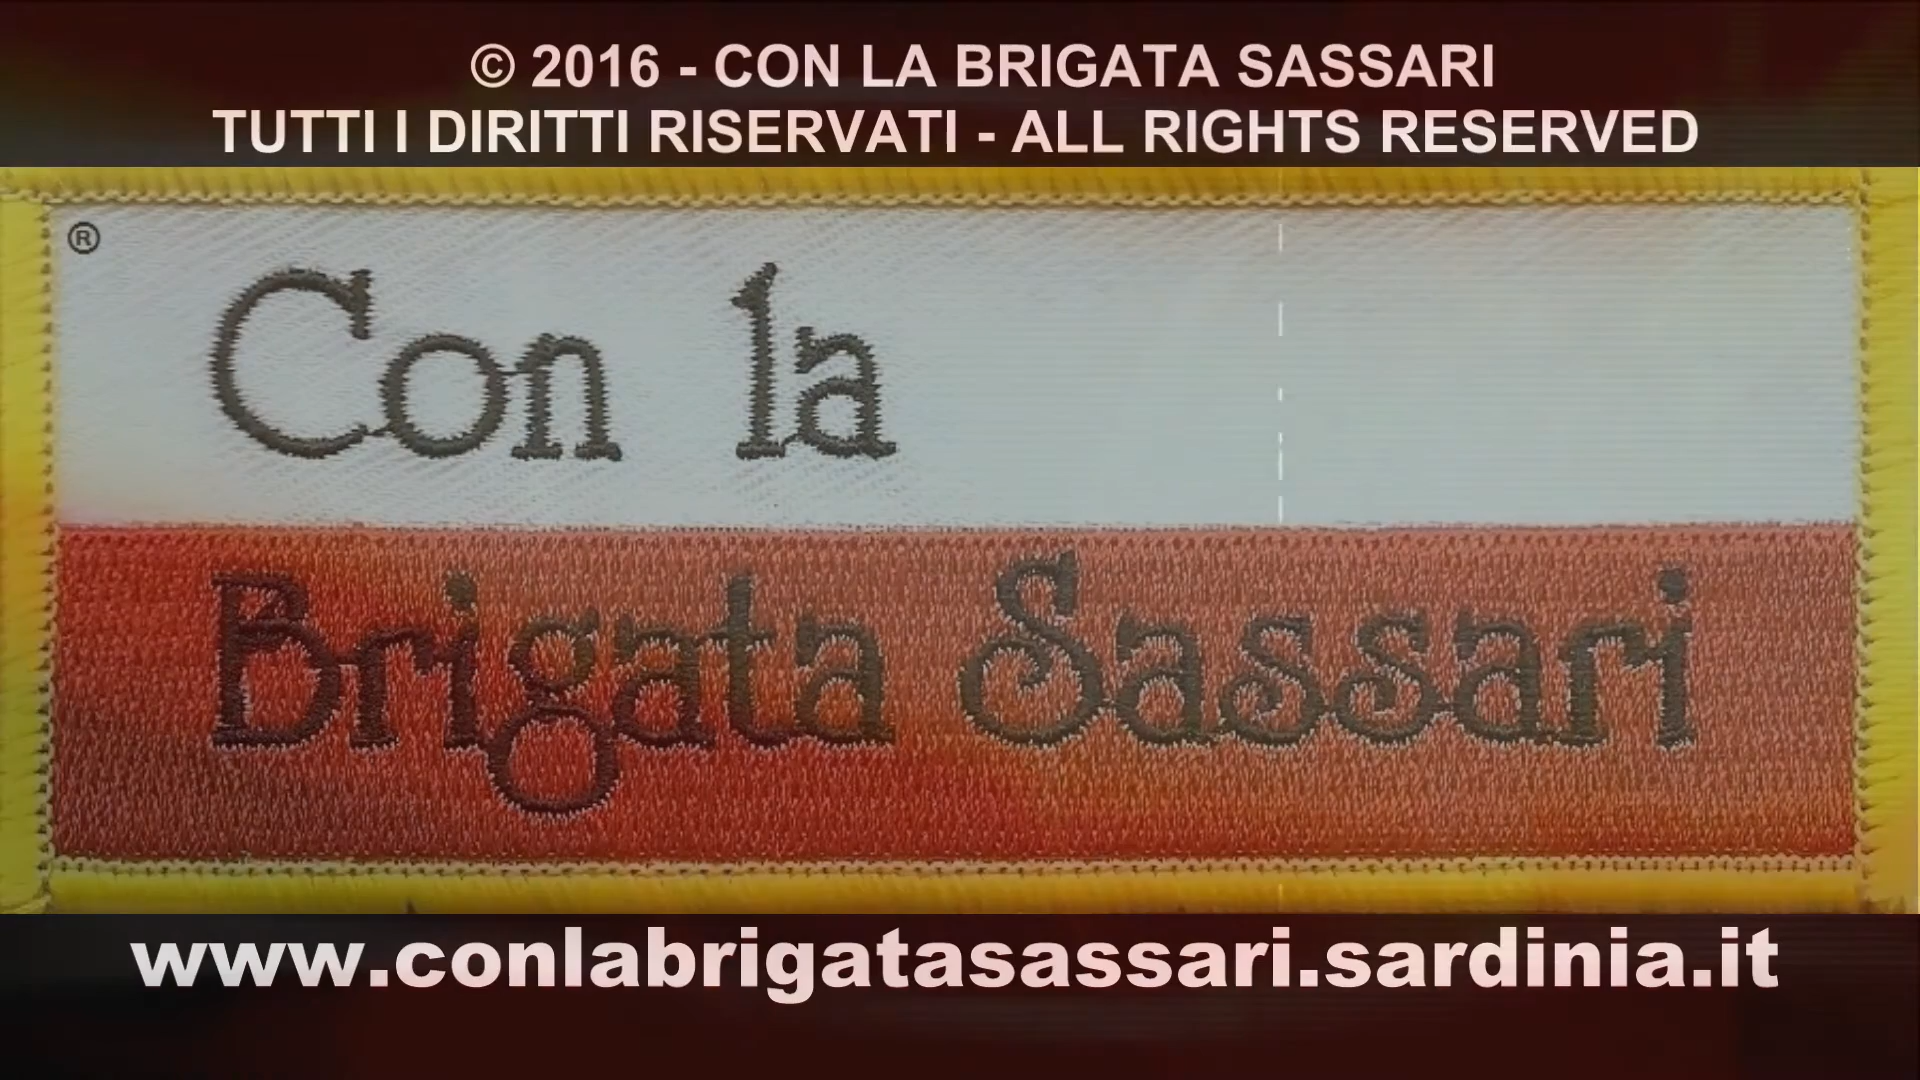 © 2016 - CON LA BRIGATA SASSARI
TUTTI I DIRITTI RISERVATI - ALL RIGHTS RESERVED
®
Con la
Brigata Sassari
www.conlabrigatasassari.sardinia.it